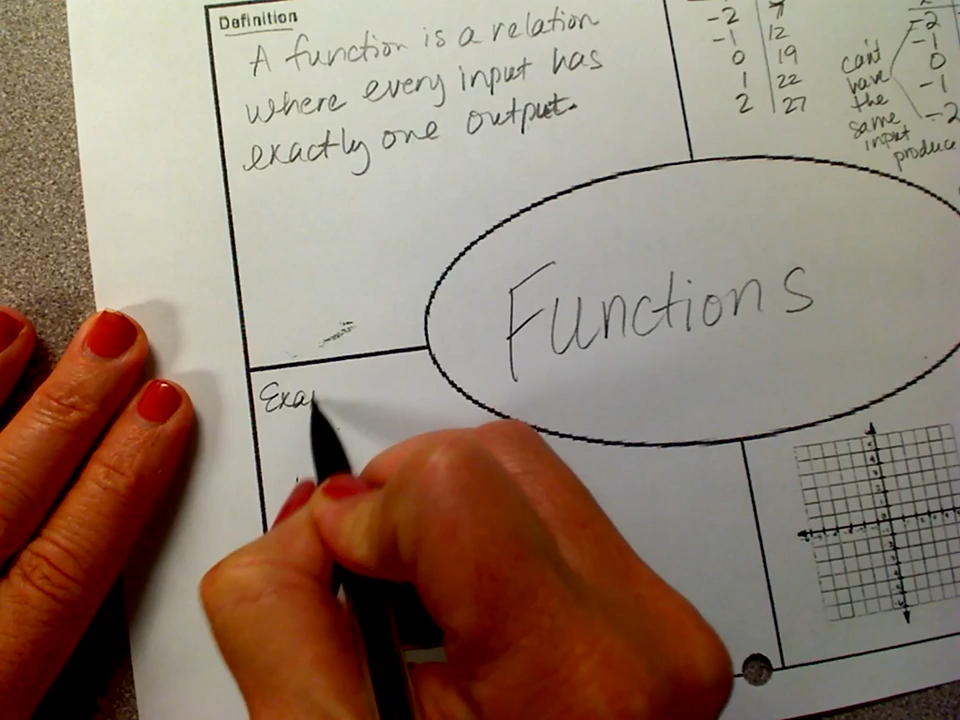 Definition
A function is a relation
where every input has
exactly one output.
-2 7
-1 12
0 19
1 22
2 27
-2
-1
0
-1
-2
can't
have
the
same
input
produce
Functions
Exa